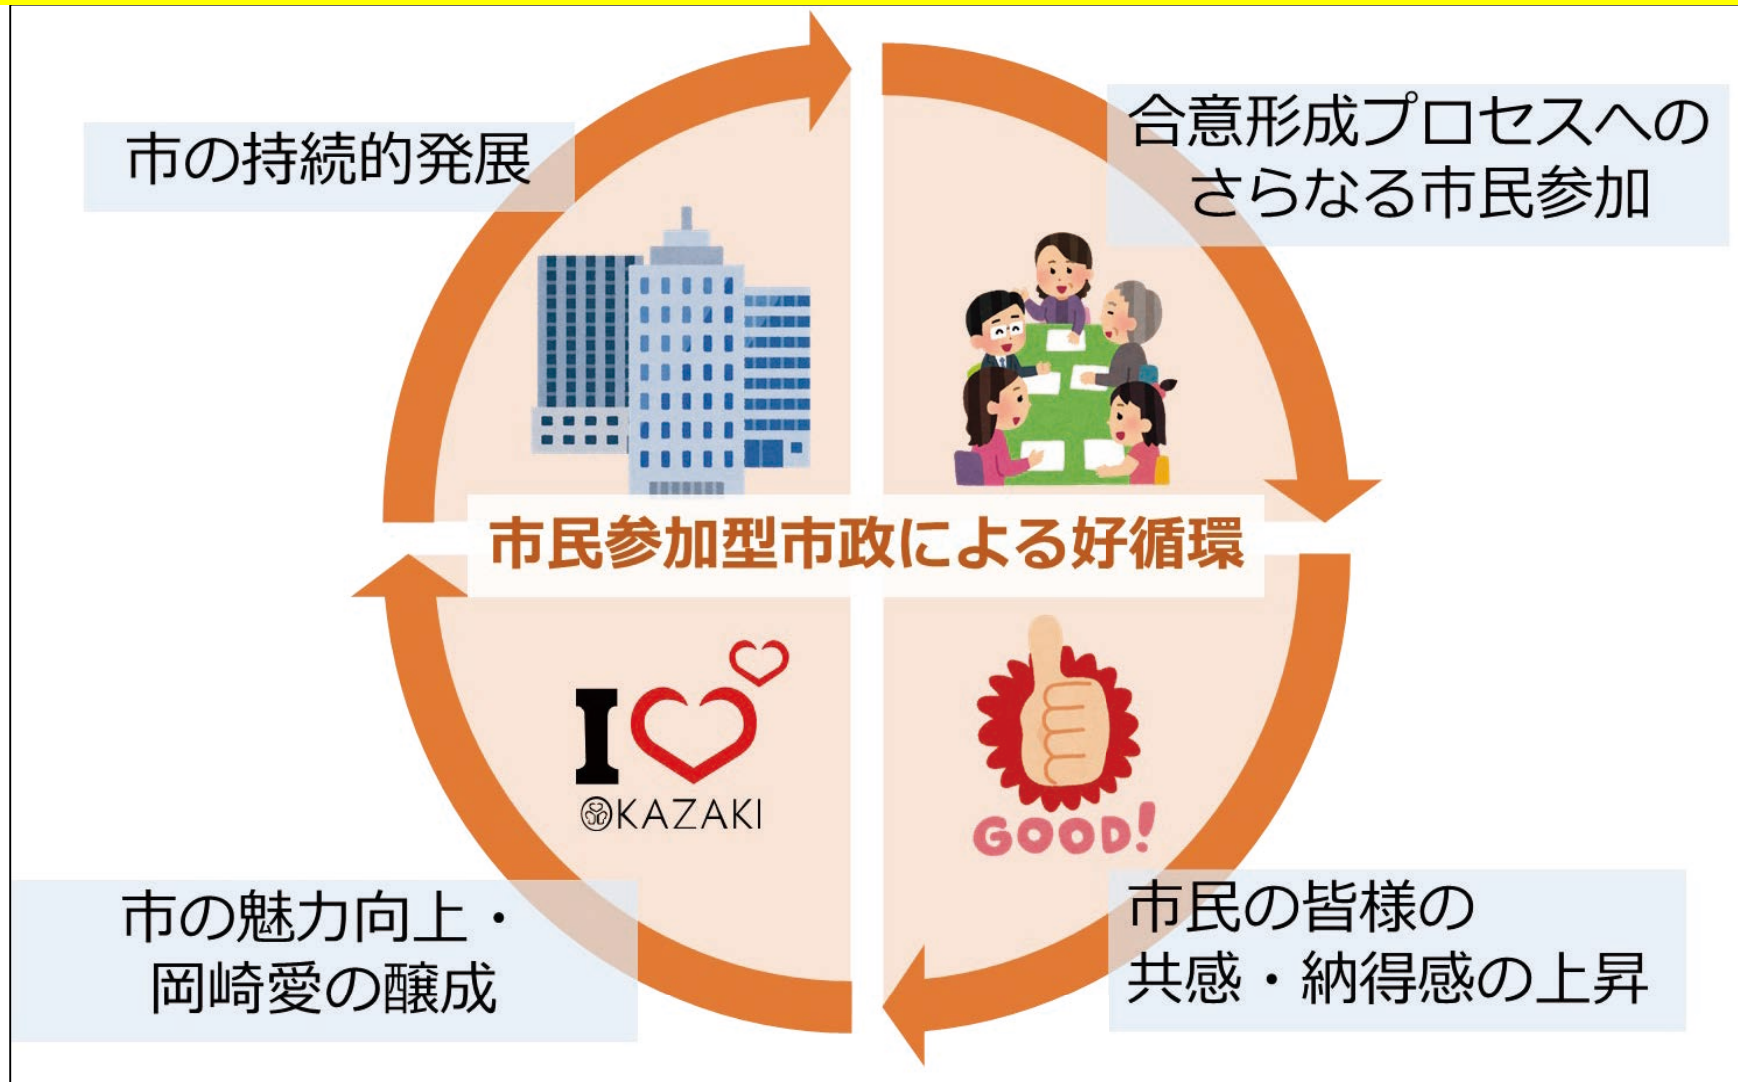 市の持続的発展
合意形成プロセスへの
さらなる市民参加
市民参加型市政による好循環
I
OKAZAKI
GOOD!
市の魅力向上・
岡崎愛の醸成
市民の皆様の
共感・納得感の上昇